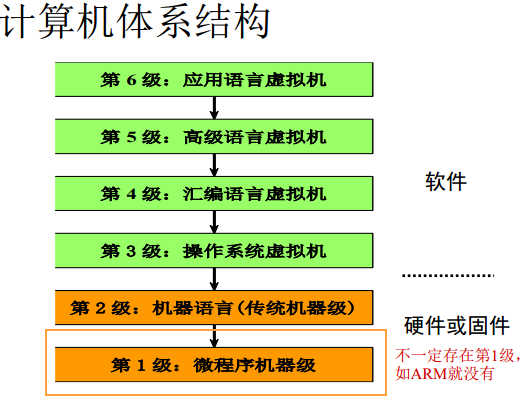 计算机体系结构
第 6 级：应用语言虚拟机
第 5 级：高级语言虚拟机
第 4 级：汇编语言虚拟机
软件
第 3 级：操作系统虚拟机
第 2 级：机器语言(传统机器级)
硬件或固件
第 1 级：微程序机器级
不一定存在第1级，
如ARM就没有